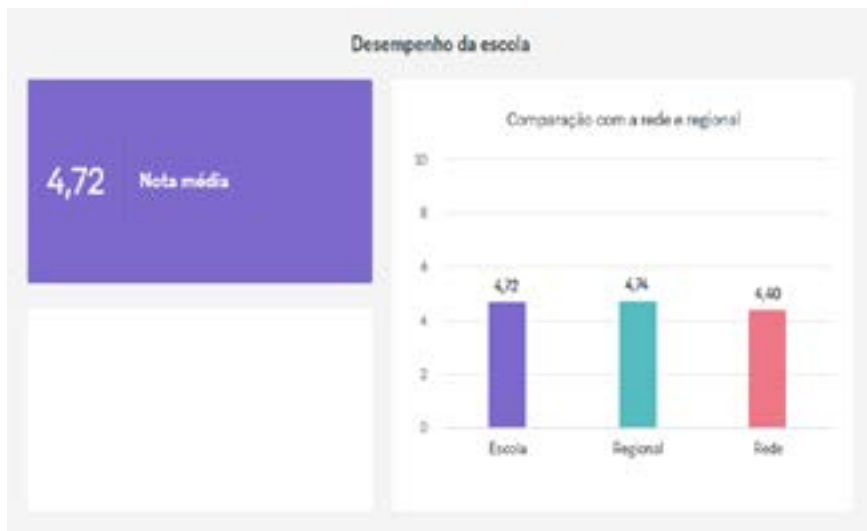 Desempenho da escola
4,72 Nota média
Comparação com a rede e regional
10
8
6
4
2
0
4,72 4,74 4,40
Escola Regional Rede